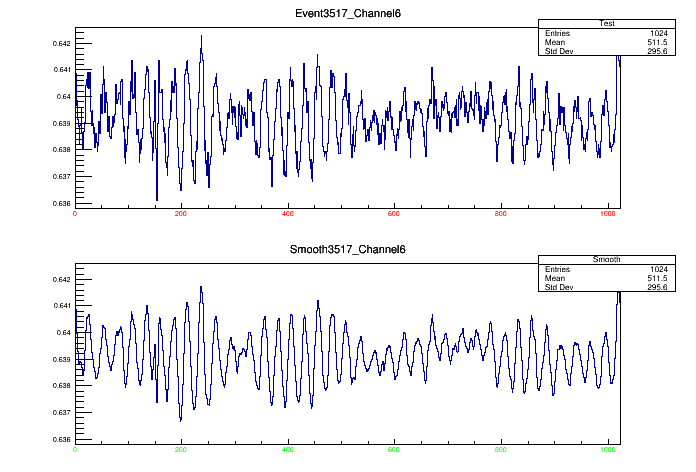 Event3517_Channel6
Test
Entries 1024
Mean 511.5
Std Dev 295.6
0.642
0.641
0.64
0.639
0.638
0.637
0.636
0 200 400 600 800 1000
Smooth3517_Channel6
Smooth
Entries 1024
Mean 511.5
Std Dev 295.6
0.642
0.641
0.64
0.639
0.638
0.637
0.636
0 200 400 600 800 1000